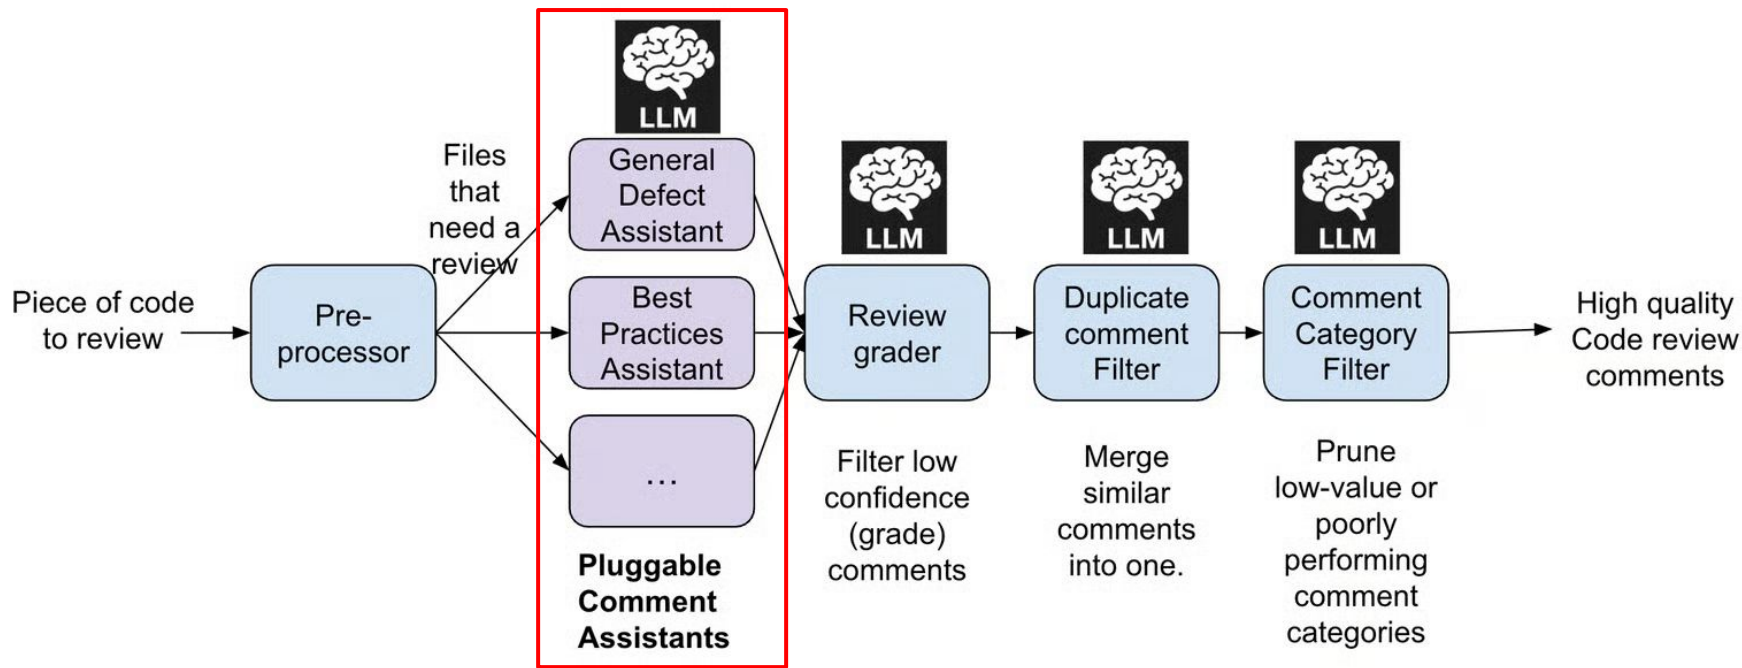 Piece of code
to review
Pre-
processor
Files
that
need a
review
LLM
General
Defect
Assistant
Best
Practices
Assistant
...
Pluggable
Comment
Assistants
LLM
Review
grader
Filter low
confidence
(grade)
comments
LLM
Duplicate
comment
Filter
Merge
similar
comments
into one.
LLM
Comment
Category
Filter
Prune
low-value or
poorly
performing
comment
categories
High quality
Code review
comments